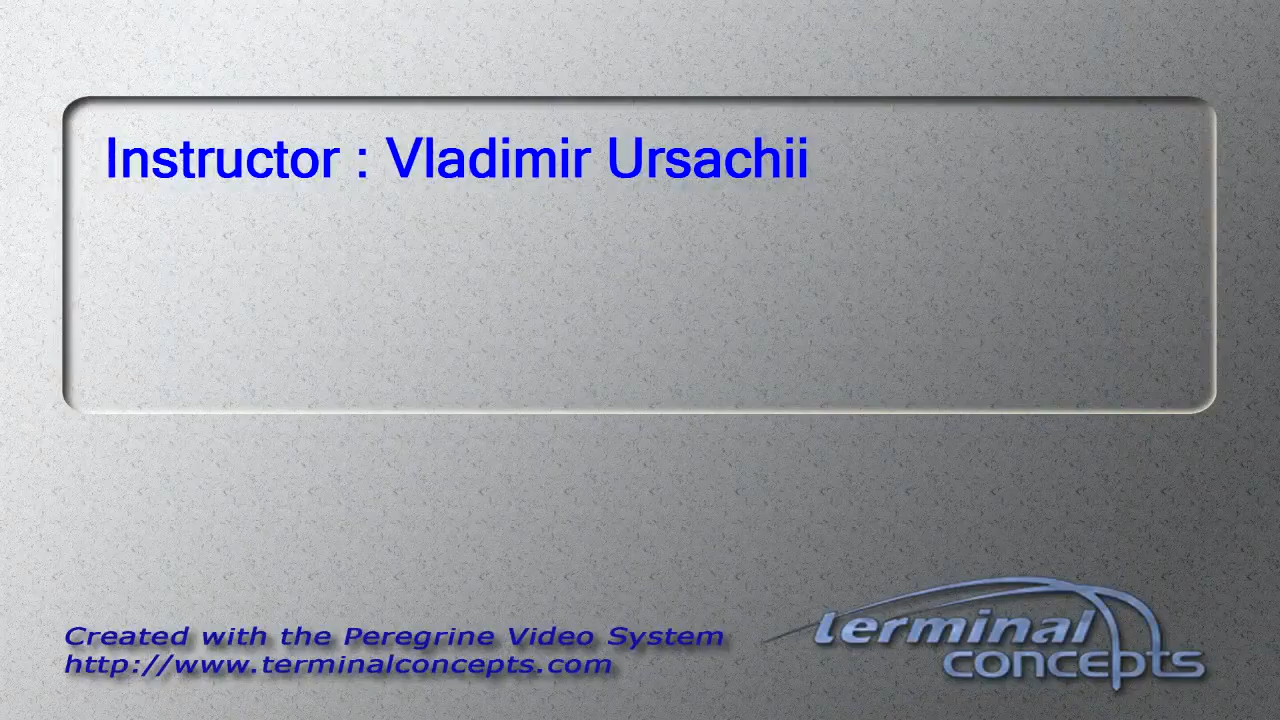 Instructor : Vladimir Ursachii
Created with the Peregrine Video System
http://www.terminalconcepts.com
terminal
concepts